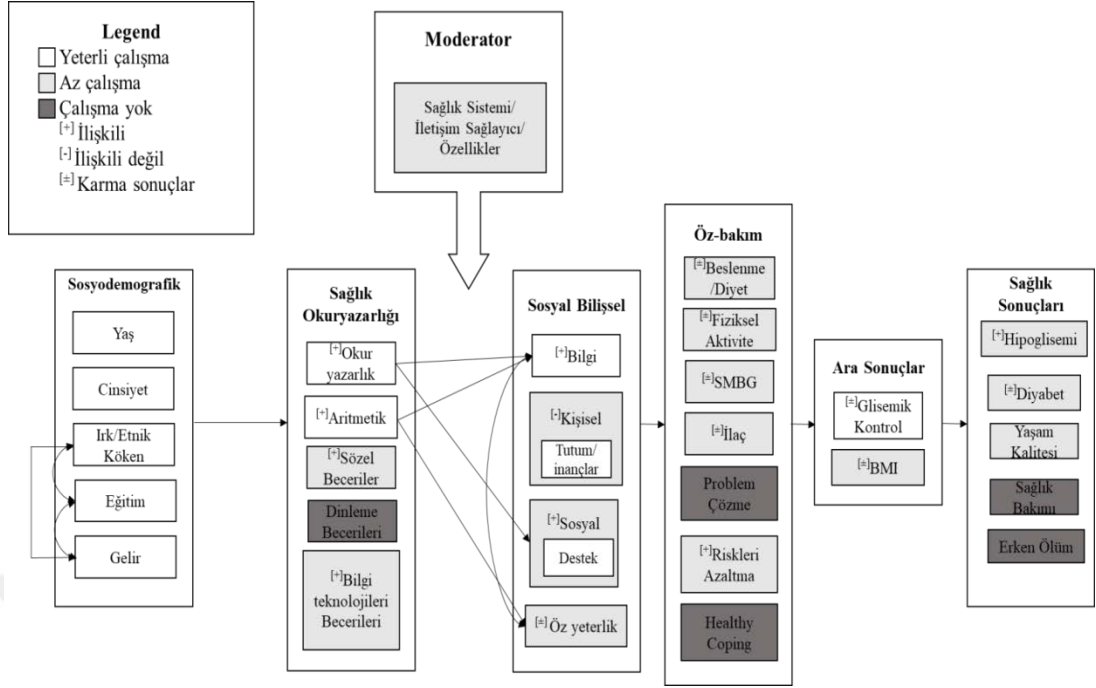 Legend
Yeterli çalışma
Az çalışma
Çalışma yok
[+] İlişkili
[-] İlişkili değil
[±] Karma sonuçlar
Moderator
Sağlık Sistemi/
İletişim Sağlayıcı/
Özellikler
Sosyodemografik
Yaş
Cinsiyet
Irk/Etnik
Köken
Eğitim
Gelir
Sağlık
Okuryazarlığı
[+]Okur
yazarlık
[+]Aritmetik
[+]Sözel
Beceriler
Dinleme
Becerileri
[+]Bilgi
teknolojileri
Becerileri
Sosyal Bilişsel
[+]Bilgi
[-]Kişisel
Tutum/
inançlar
[+]Sosyal
Destek
[±] Öz yeterlik
Öz-bakım
[±]Beslenme
/Diyet
[±]Fiziksel
Aktivite
[±]SMBG
[±]İlaç
Problem
Çözme
[+]Riskleri
Azaltma
Healthy
Coping
Ara Sonuçlar
[±]Glisemik
Kontrol
[±]BMI
Sağlık
Sonuçları
[+]Hipoglisemi
[±]Diyabet
Yaşam
Kalitesi
Sağlık
Bakımı
Erken Ölüm